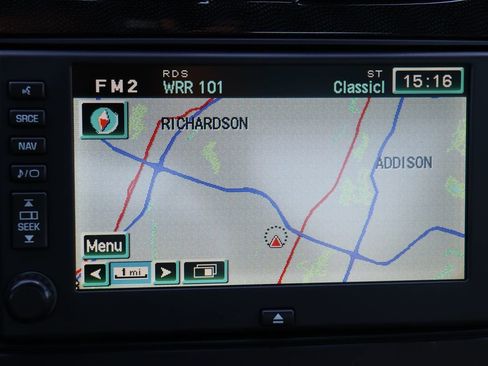 RDS ST
FM2 WRR 101 Classicl 15:16
SRCE
NAV
SEEK
RICHARDSON
ADDISON
Menu
1 mi